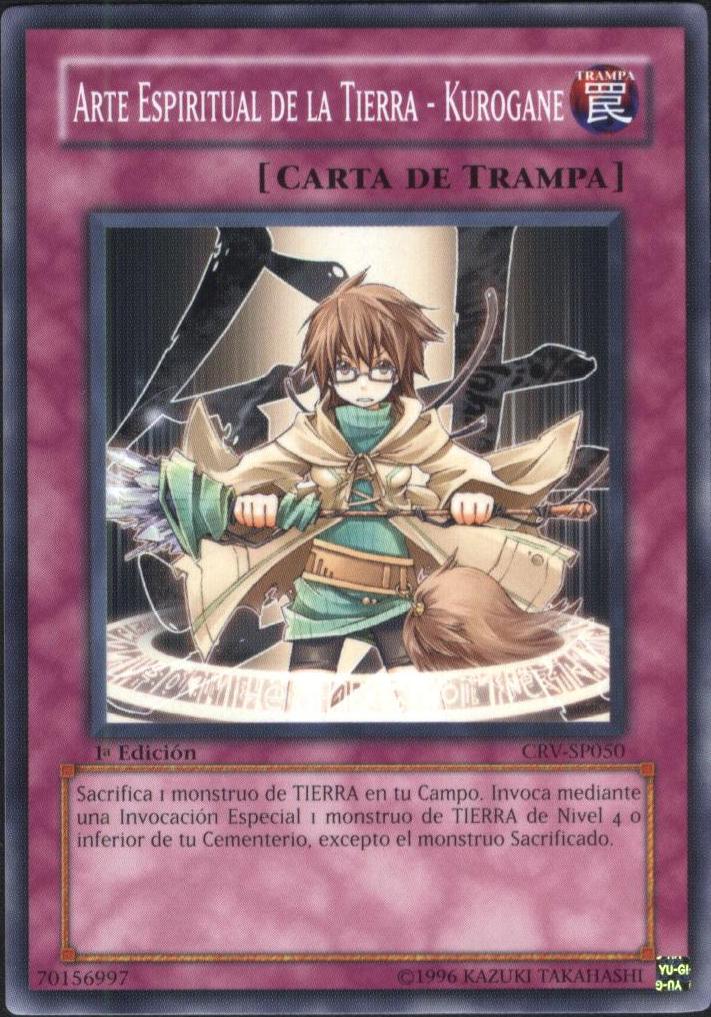 ARTE ESPIRITUAL DE LA TIERRA - KUROGANE
TRAMPA
罠
[CARTA DE TRAMPA]
1ª Edición
CRV-SP050
Sacrifica 1 monstruo de TIERRA en tu Campo. Invoca mediante
una Invocación Especial 1 monstruo de TIERRA de Nivel 4 o
inferior de tu Cementerio, excepto el monstruo Sacrificado.
70156997
©1996 KAZUKI TAKAHASHI
YU-GI